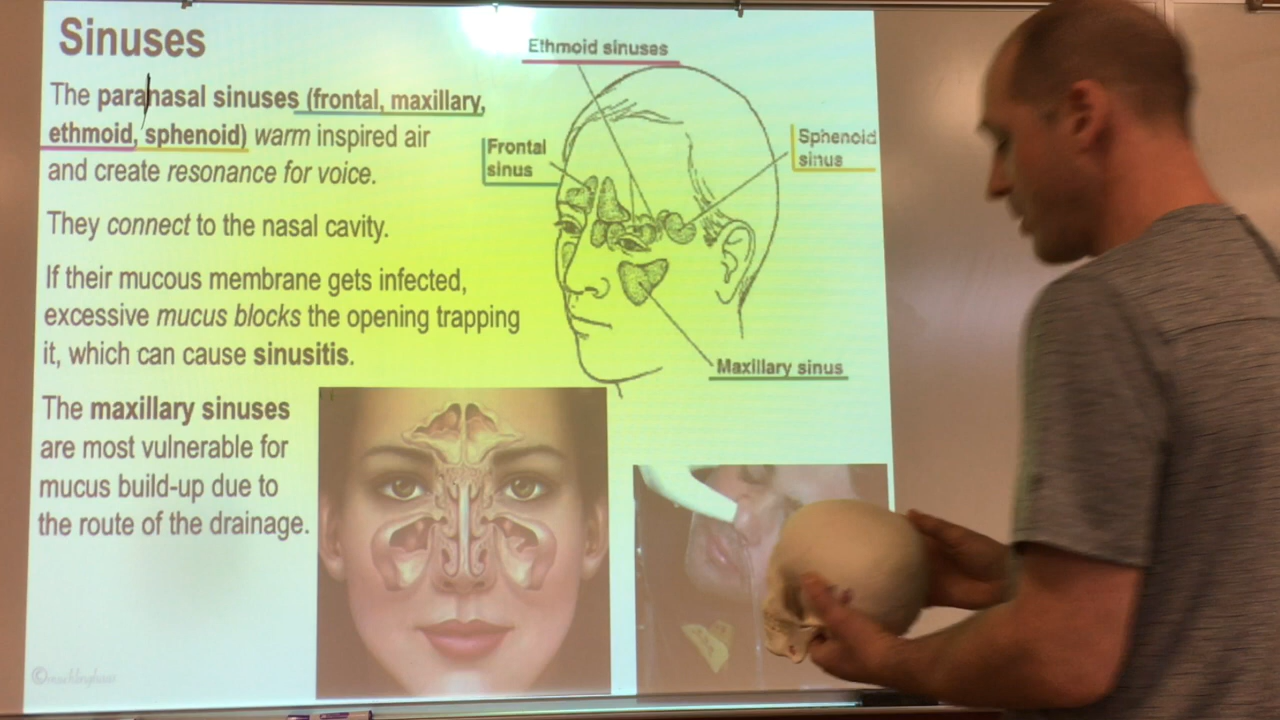 Sinuses
The paranasal sinuses (frontal, maxillary,
ethmoid, sphenoid) warm inspired air
and create resonance for voice.
They connect to the nasal cavity.
If their mucous membrane gets infected,
excessive mucus blocks the opening trapping
it, which can cause sinusitis.
The maxillary sinuses
are most vulnerable for
mucus build-up due to
the route of the drainage.
Ethmoid sinuses
Frontal
sinus
Sphenoid
sinus
Maxillary sinus